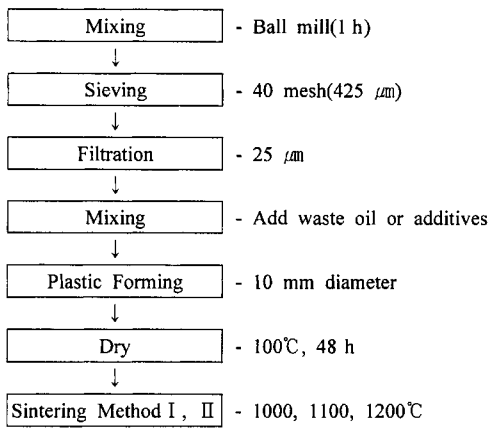 Mixing - Ball mill(1 h)
↓
Sieving - 40 mesh(425 ㎛)
↓
Filtration - 25 ㎛
↓
Mixing - Add waste oil or additives
↓
Plastic Forming - 10 mm diameter
↓
Dry - 100℃, 48 h
↓
Sintering Method Ⅰ, Ⅱ - 1000, 1100, 1200℃